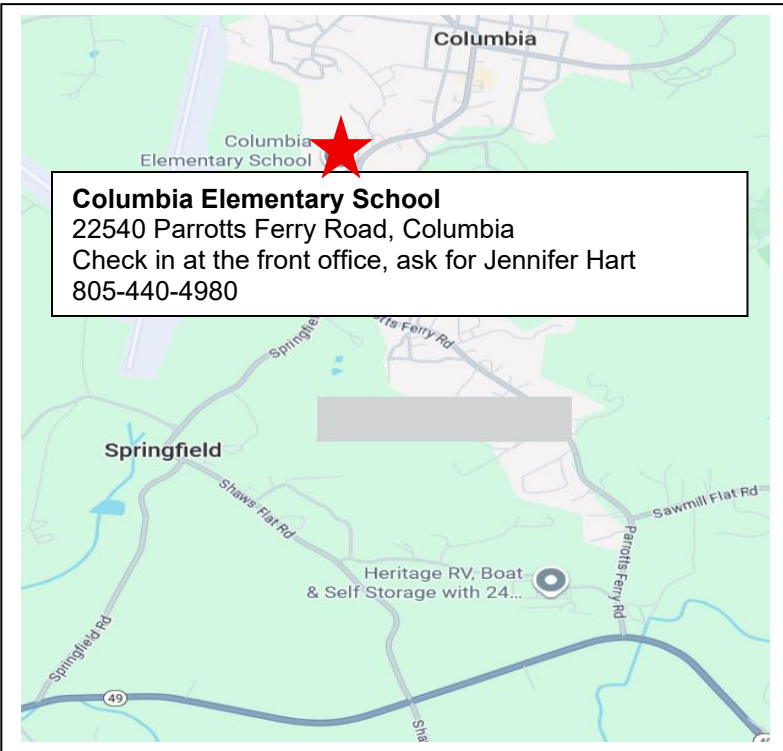 Columbia
Columbia
Elementary School
Columbia Elementary School
22540 Parrotts Ferry Road, Columbia
Check in at the front office, ask for Jennifer Hart
805-440-4980
Ferry Rd
Springfield
Shaws Flat Rd
Sawmill Flat Rd
Parrotts Ferry Rd
Heritage RV, Boat
& Self Storage with 24...
Springfield Rd
49